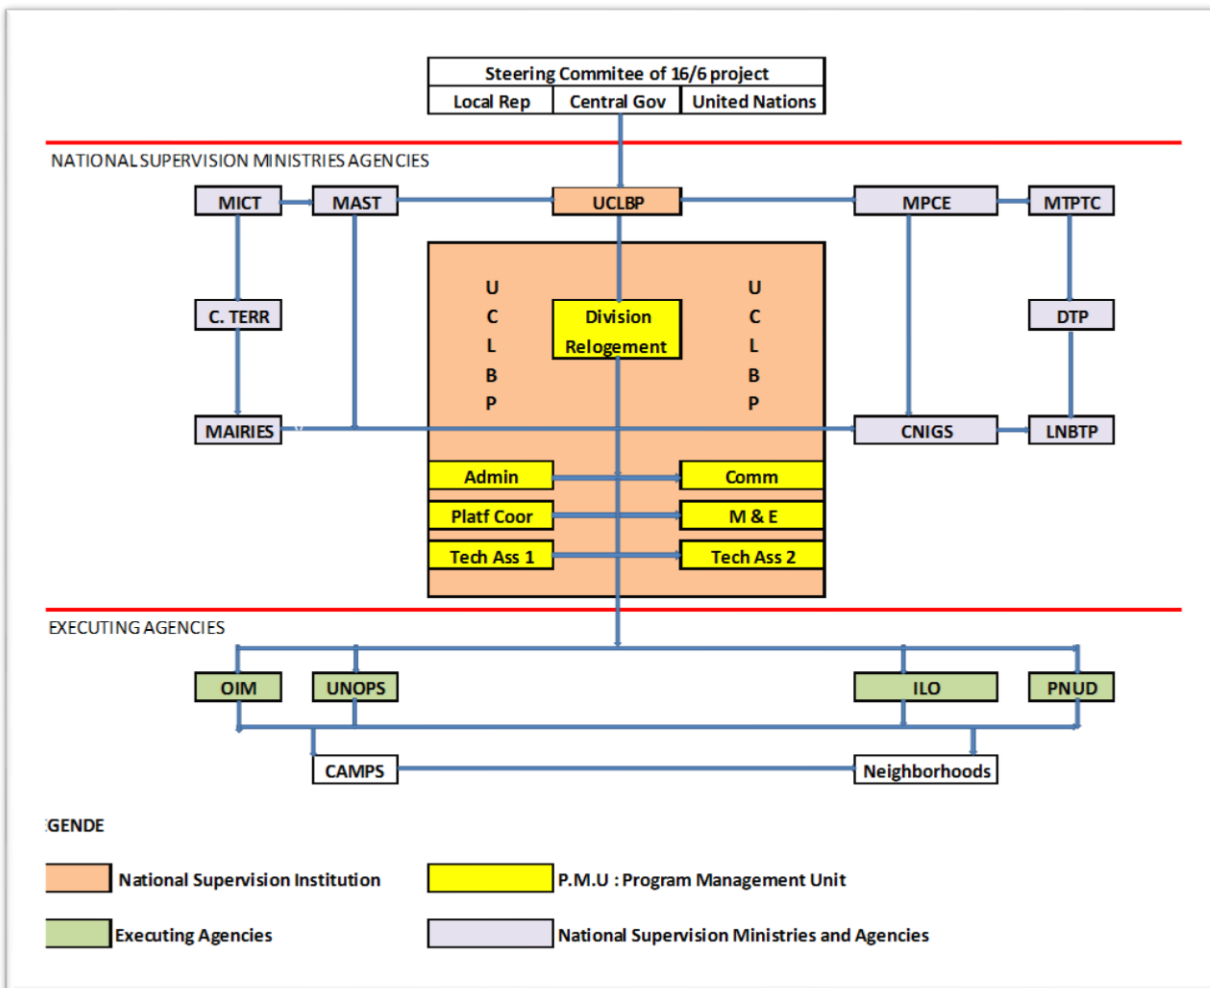 Steering Commitee of 16/6 project
Local Rep Central Gov United Nations
NATIONAL SUPERVISION MINISTRIES AGENCIES
MICT MAST UCLBP MPCE MTPTC
U U
C. TERR C Division C DTP
L Relogement L
B B
P P
MAIRIES CNIGS LNBTP
Admin Comm
Platf Coor M & E
Tech Ass 1 Tech Ass 2
EXECUTING AGENCIES
OIM UNOPS ILO PNUD
CAMPS Neighborhoods
GENDE
National Supervision Institution P.M.U : Program Management Unit
Executing Agencies National Supervision Ministries and Agencies